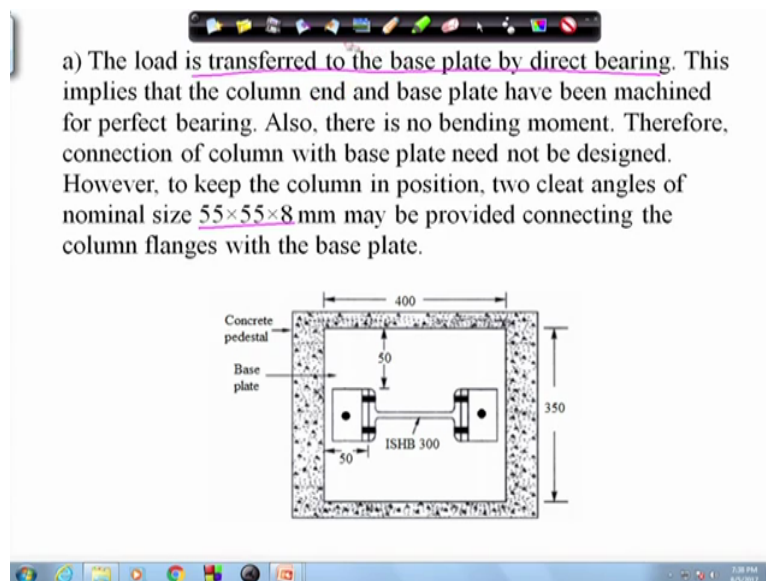 a) The load is transferred to the base plate by direct bearing. This
implies that the column end and base plate have been machined
for perfect bearing. Also, there is no bending moment. Therefore,
connection of column with base plate need not be designed.
However, to keep the column in position, two cleat angles of
nominal size 55×55×8 mm may be provided connecting the
column flanges with the base plate.
400
Concrete
pedestal
50
Base
plate
350
ISHB 300
50
7:38 PM